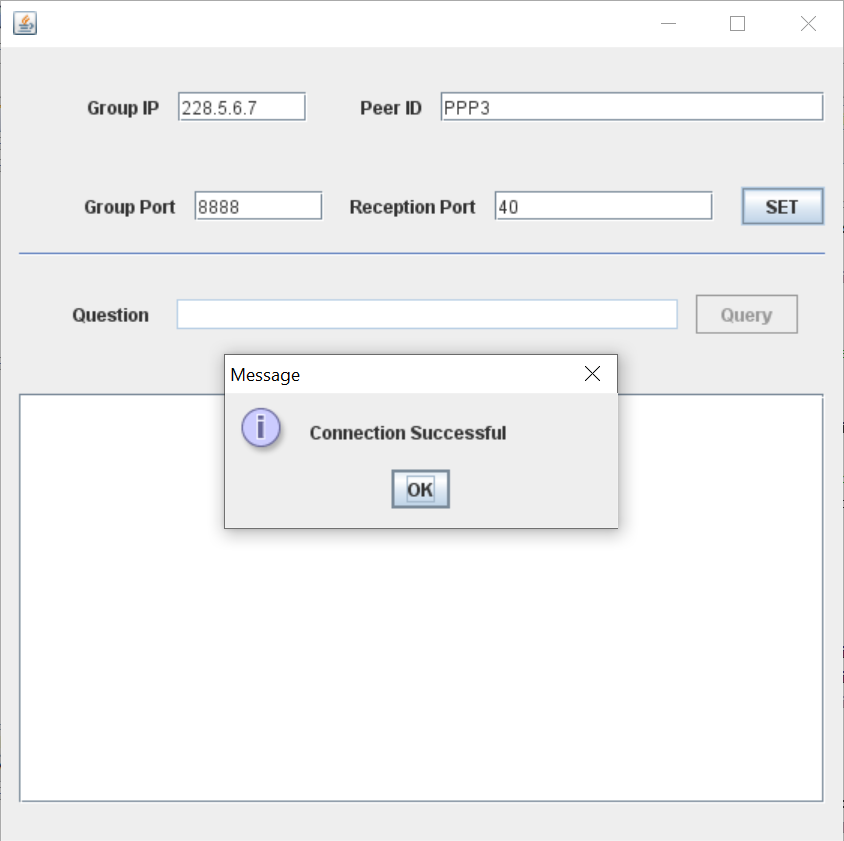 Group IP 228.5.6.7 Peer ID PPP3
Group Port 8888 Reception Port 40 SET
Question Query
Message
Connection Successful
OK